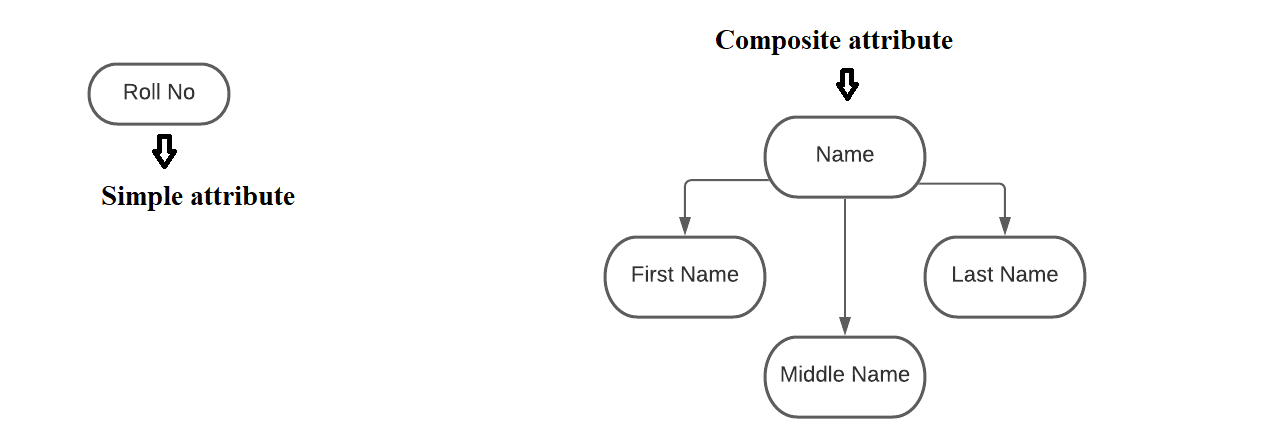 Composite attribute
Roll No
Simple attribute
Name
First Name
Last Name
Middle Name